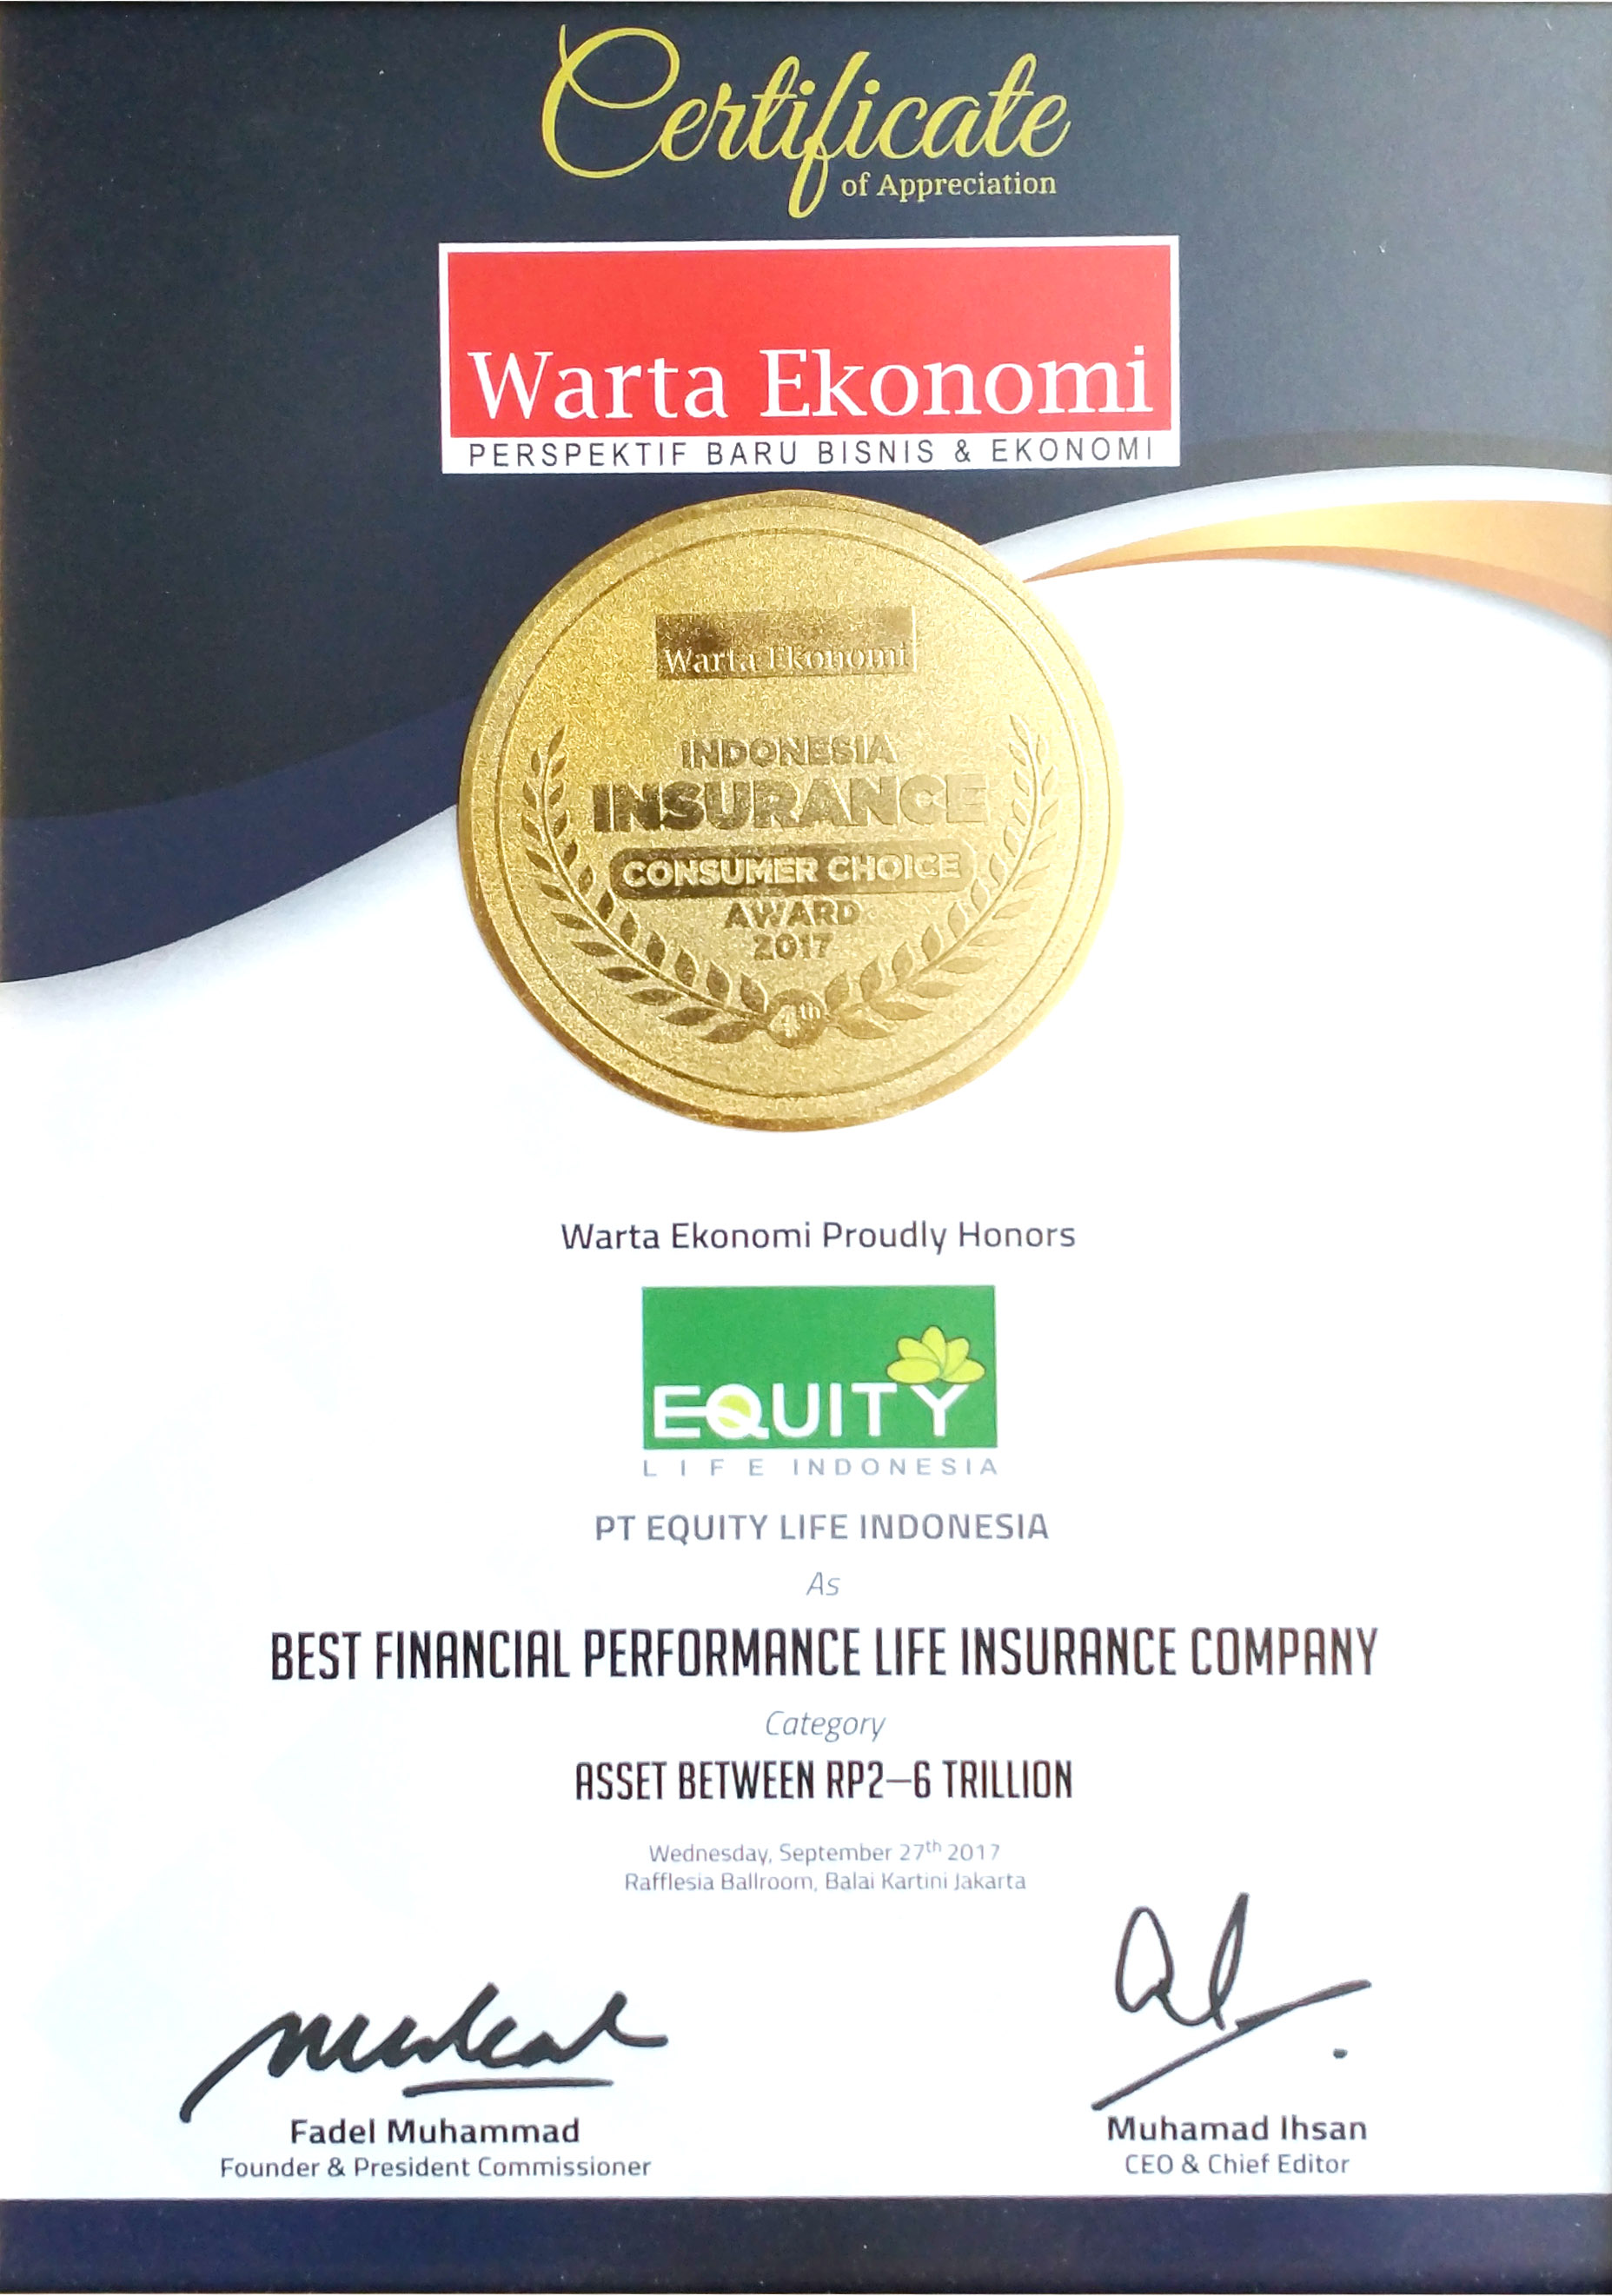 Certificate
of Appreciation
Warta Ekonomi
PERSPEKTIF BARU BISNIS & EKONOMI
Warta Ekonomi
INDONESIA
INSURANCE
CONSUMER CHOICE
AWARD
2017
4th
Warta Ekonomi Proudly Honors
EQUITY
LIFE INDONESIA
PT EQUITY LIFE INDONESIA
As
BEST FINANCIAL PERFORMANCE LIFE INSURANCE COMPANY
Category
ASSET BETWEEN RP2–6 TRILLION
Wednesday, September 27th 2017
Rafflesia Ballroom, Balai Kartini Jakarta
Fadel Muhammad
Founder & President Commissioner
Muhamad Ihsan
CEO & Chief Editor